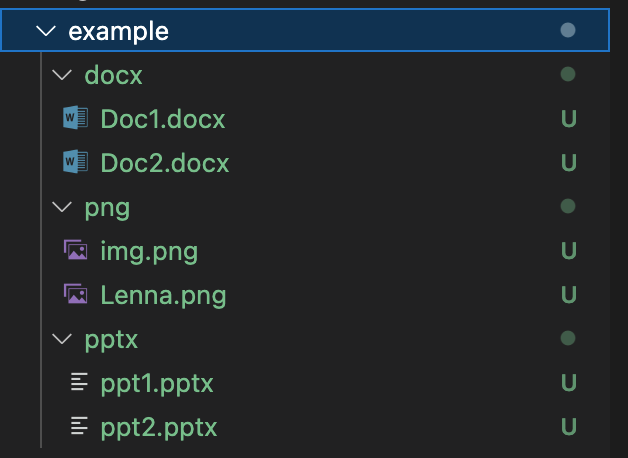 example
docx
Doc1.docx U
Doc2.docx U
png
img.png U
Lenna.png U
pptx
ppt1.pptx U
ppt2.pptx U